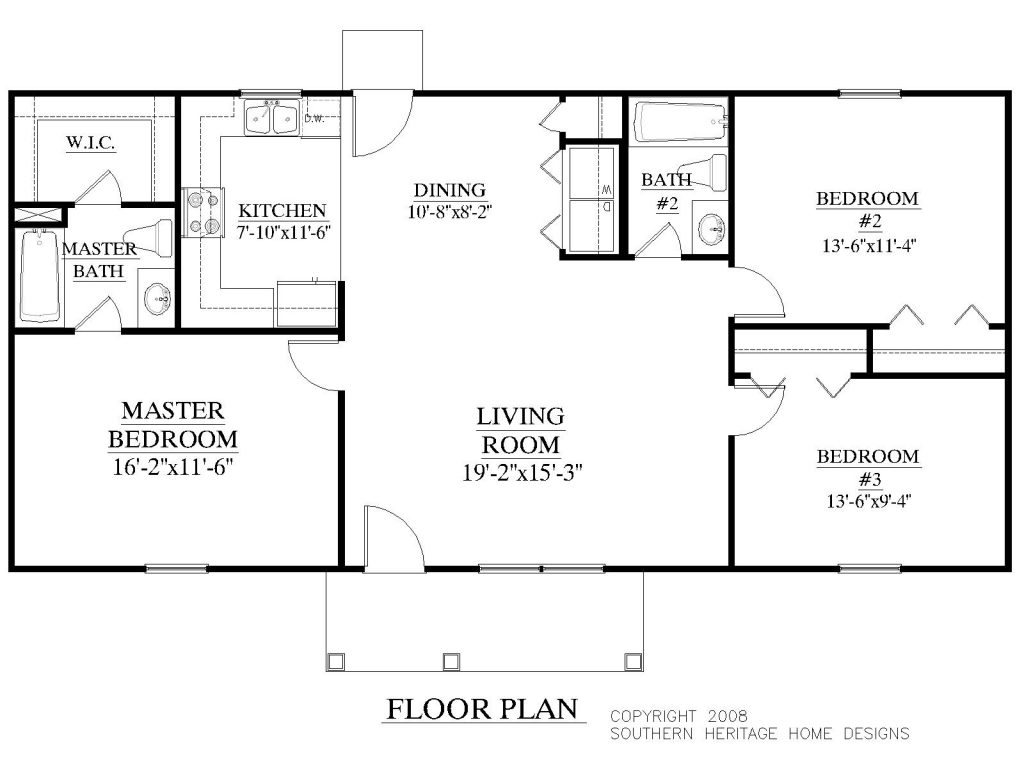 W.I.C.
D.W.
KITCHEN
7'-10"x11'-6"
DINING
10'-8"x8'-2"
W
D
BATH
#2
BEDROOM
#2
13'-6"x11'-4"
MASTER
BATH
MASTER
BEDROOM
16'-2"x11'-6"
LIVING
ROOM
19'-2"x15'-3"
BEDROOM
#3
13'-6"x9'-4"
FLOOR PLAN
COPYRIGHT 2008
SOUTHERN HERITAGE HOME DESIGNS